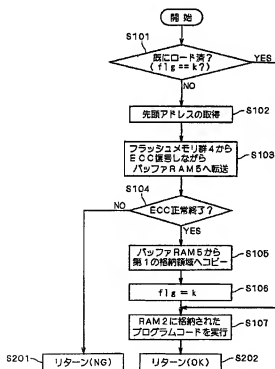 開始
S101
既にロード済?
(flg==k?)
YES
NO
S102
先頭アドレスの取得
フラッシュメモリ群4から
ECC復号しながら
バッファRAM5へ転送
S103
S104
NO
ECC正常終了?
YES
バッファRAM5から
第1の格納領域へコピー
S105
flg=k
S106
RAM2に格納された
プログラムコードを実行
S107
S201
リターン(NG)
リターン(OK)
S202